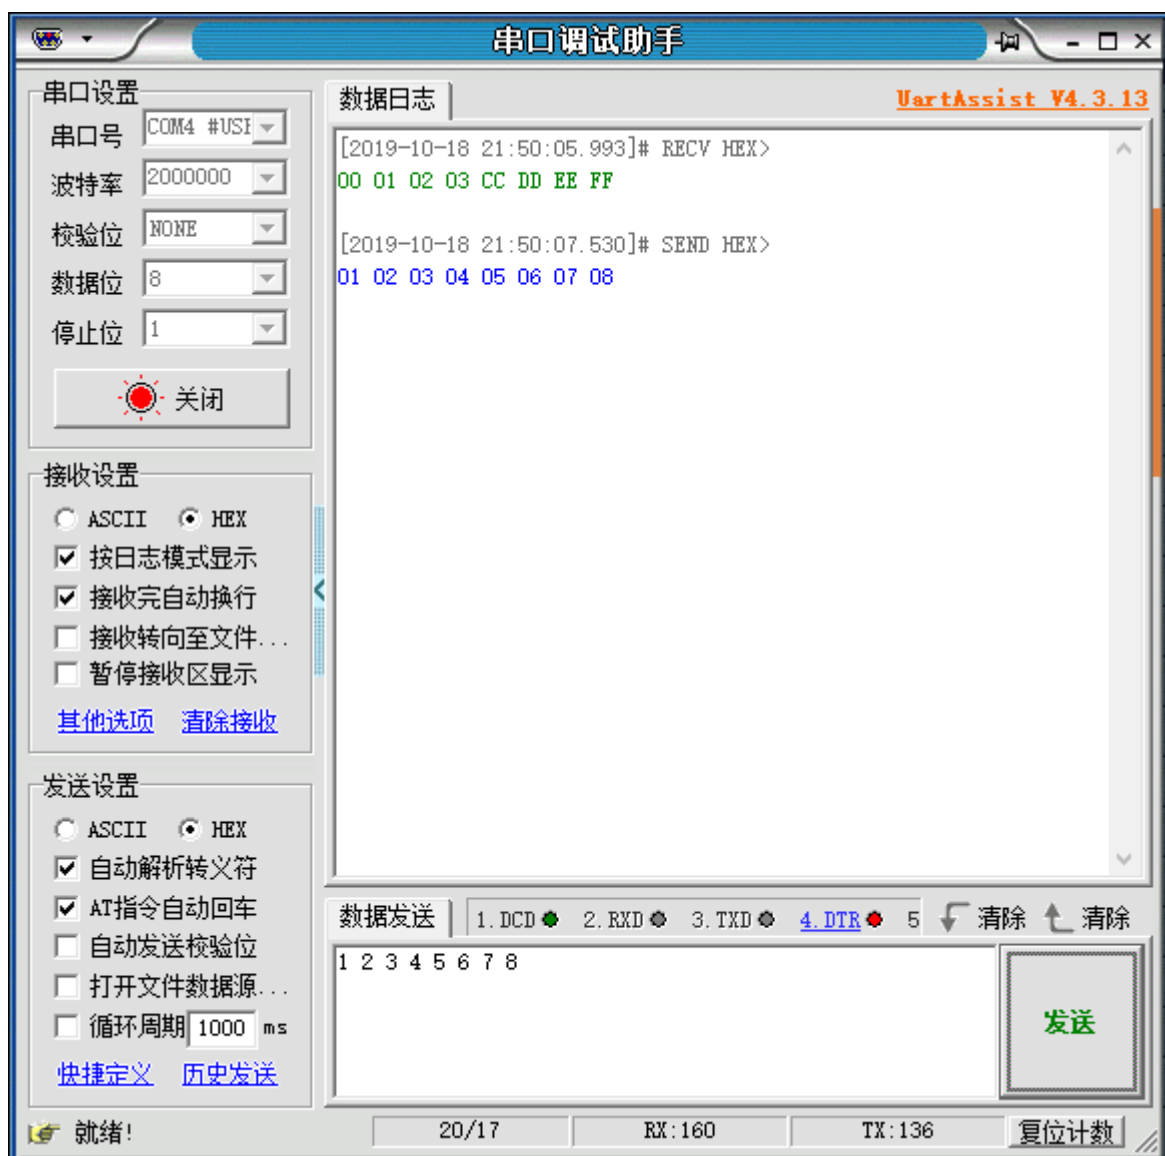 串口调试助手
串口设置
串口号 COM4 #USB
波特率 2000000
校验位 NONE
数据位 8
停止位 1
关闭
接收设置
ASCII HEX
按日志模式显示
接收完自动换行
接收转向至文件...
暂停接收区显示
其他选项 清除接收
发送设置
ASCII HEX
自动解析转义符
AT指令自动回车
自动发送校验位
打开文件数据源...
循环周期 1000 ms
快捷定义 历史发送
数据日志 UartAssist V4.3.13
[2019-10-18 21:50:05.993]# RECV HEX>
00 01 02 03 CC DD EE FF
[2019-10-18 21:50:07.530]# SEND HEX>
01 02 03 04 05 06 07 08
数据发送 1.DCD 2.RXD 3.TXD 4.DTR 5 清除 清除
1 2 3 4 5 6 7 8
发送
就绪! 20/17 RX:160 TX:136 复位计数